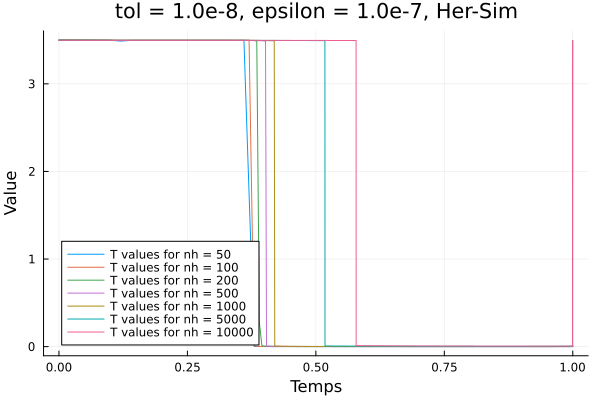 tol = 1.0e-8, epsilon = 1.0e-7, Her-Sim
Value
3
2
1
0
T values for nh = 50
T values for nh = 100
T values for nh = 200
T values for nh = 500
T values for nh = 1000
T values for nh = 5000
T values for nh = 10000
0.00
0.25
0.50
0.75
1.00
Temps